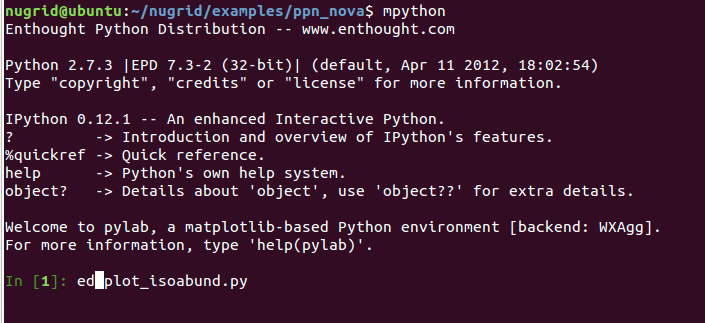 nugrid@ubuntu:~/nugrid/examples/ppn_nova$ mpython
Enthought Python Distribution -- www.enthought.com
Python 2.7.3 |EPD 7.3-2 (32-bit)| (default, Apr 11 2012, 18:02:54)
Type "copyright", "credits" or "license" for more information.
IPython 0.12.1 -- An enhanced Interactive Python.
?         -> Introduction and overview of IPython's features.
%quickref -> Quick reference.
help      -> Python's own help system.
object?   -> Details about 'object', use 'object??' for extra details.
Welcome to pylab, a matplotlib-based Python environment [backend: WXAgg].
For more information, type 'help(pylab)'.
In [1]: ed plot_isoabund.py